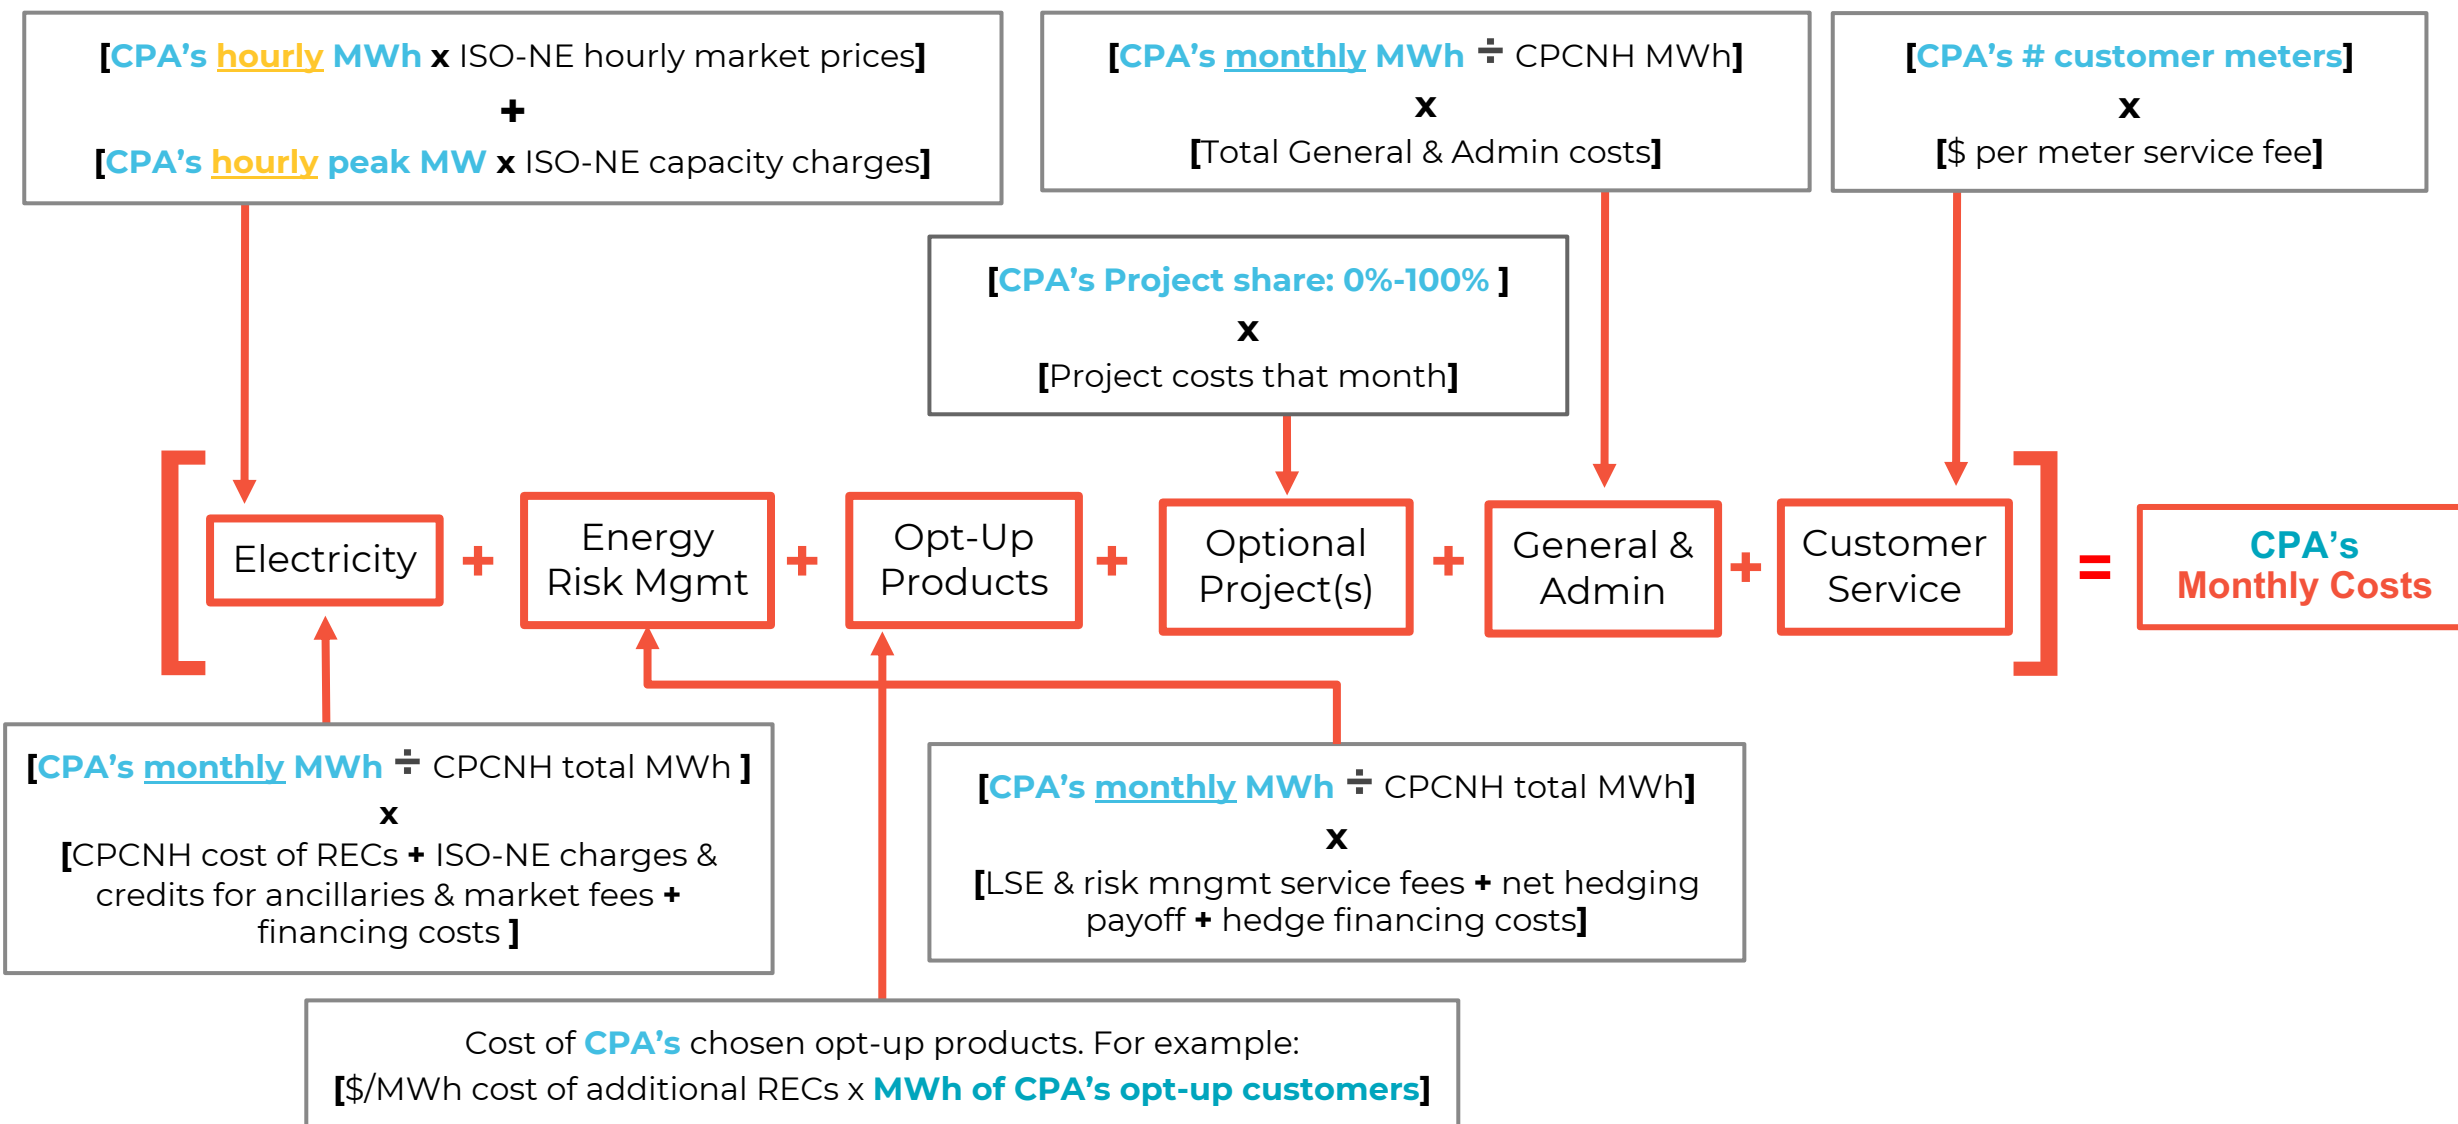 [CPA's hourly MWh x ISO-NE hourly market prices]
+
[CPA's hourly peak MW x ISO-NE capacity charges]
[CPA's monthly MWh ÷ CPCNH MWh]
x
[Total General & Admin costs]
[CPA's # customer meters]
x
[$ per meter service fee]
[CPA's Project share: 0%-100% ]
x
[Project costs that month]
[
Electricity
+
Energy
Risk Mgmt
+
Opt-Up
Products
+
Optional
Project(s)
+
General &
Admin
+
Customer
Service
]
=
CPA's
Monthly Costs
[CPA's monthly MWh ÷ CPCNH total MWh ]
x
[CPCNH cost of RECs + ISO-NE charges &
credits for ancillaries & market fees +
financing costs ]
[CPA's monthly MWh ÷ CPCNH total MWh]
x
[LSE & risk mngmt service fees + net hedging
payoff + hedge financing costs]
Cost of CPA's chosen opt-up products. For example:
[$/MWh cost of additional RECs x MWh of CPA's opt-up customers]